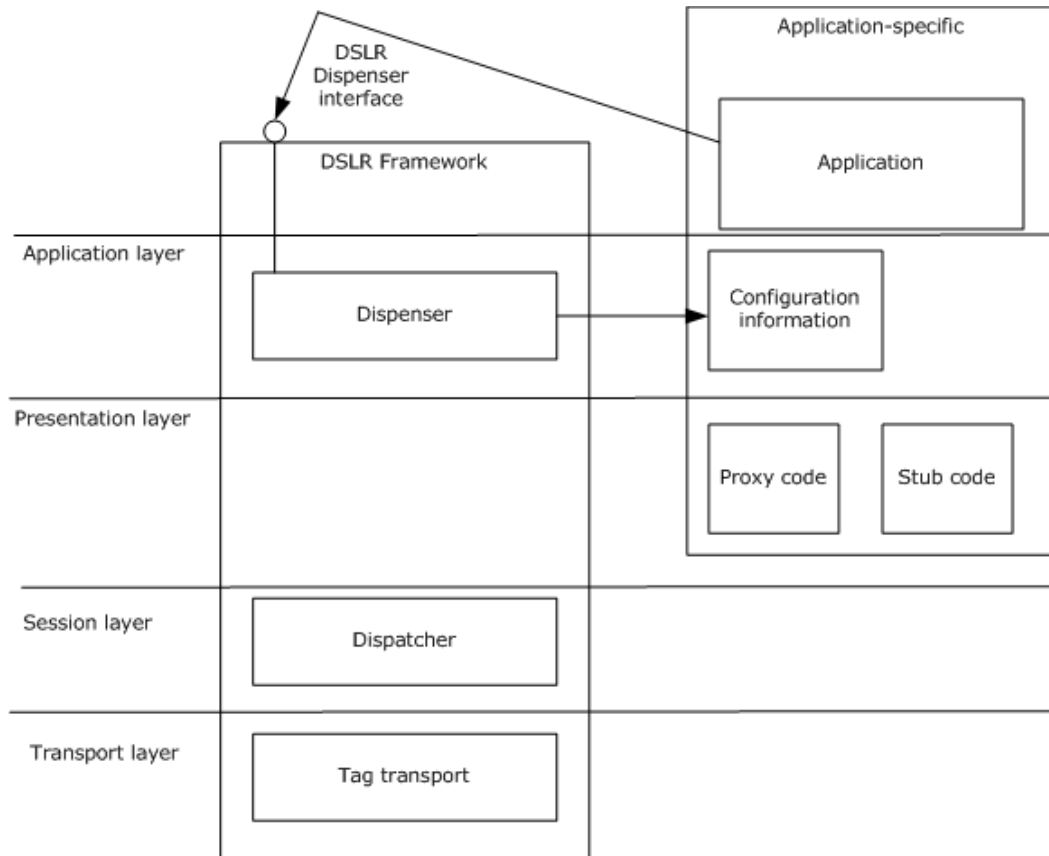 Application-specific
DSLR
Dispenser
interface
Application
DSLR Framework
Application layer
Dispenser
Configuration
information
Presentation layer
Proxy code
Stub code
Session layer
Dispatcher
Transport layer
Tag transport